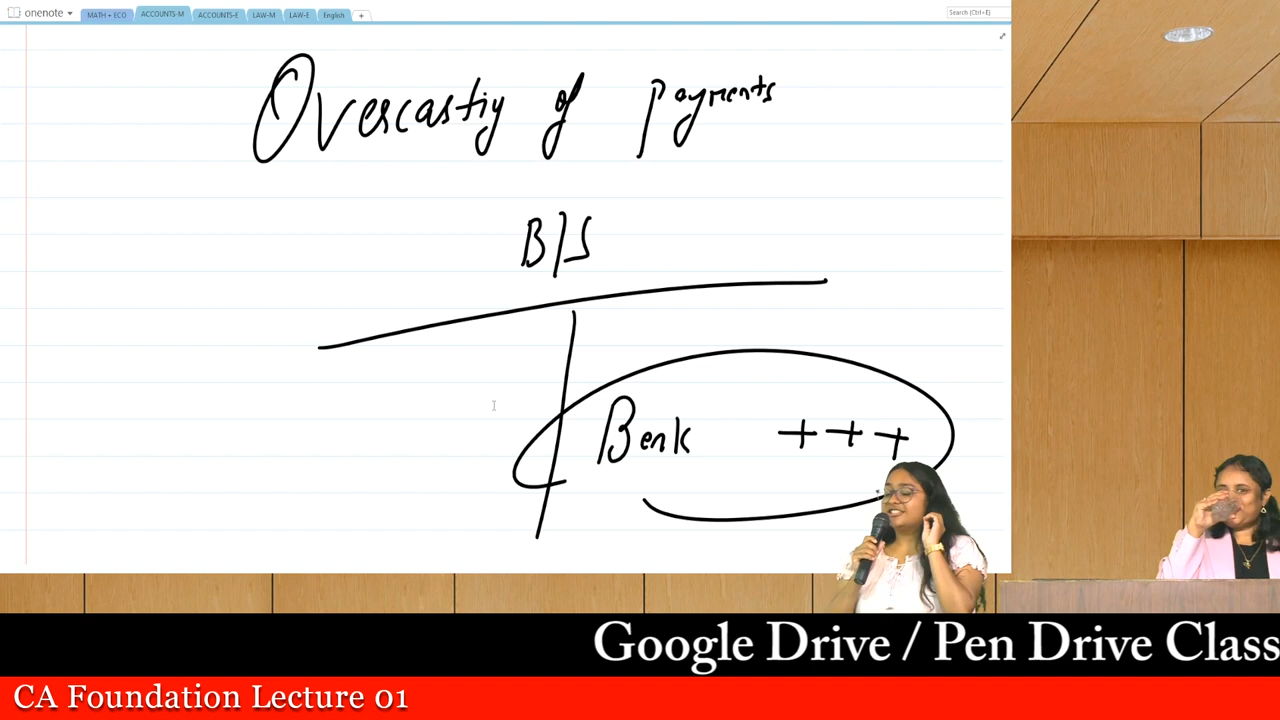 onenote MATH + ECO ACCOUNTS-M ACCOUNTS-E LAW-M LAW-E English + Search (Ctrl+E)
Overcastiy of payments
B/S
Benk +++
Google Drive / Pen Drive Class
CA Foundation Lecture 01